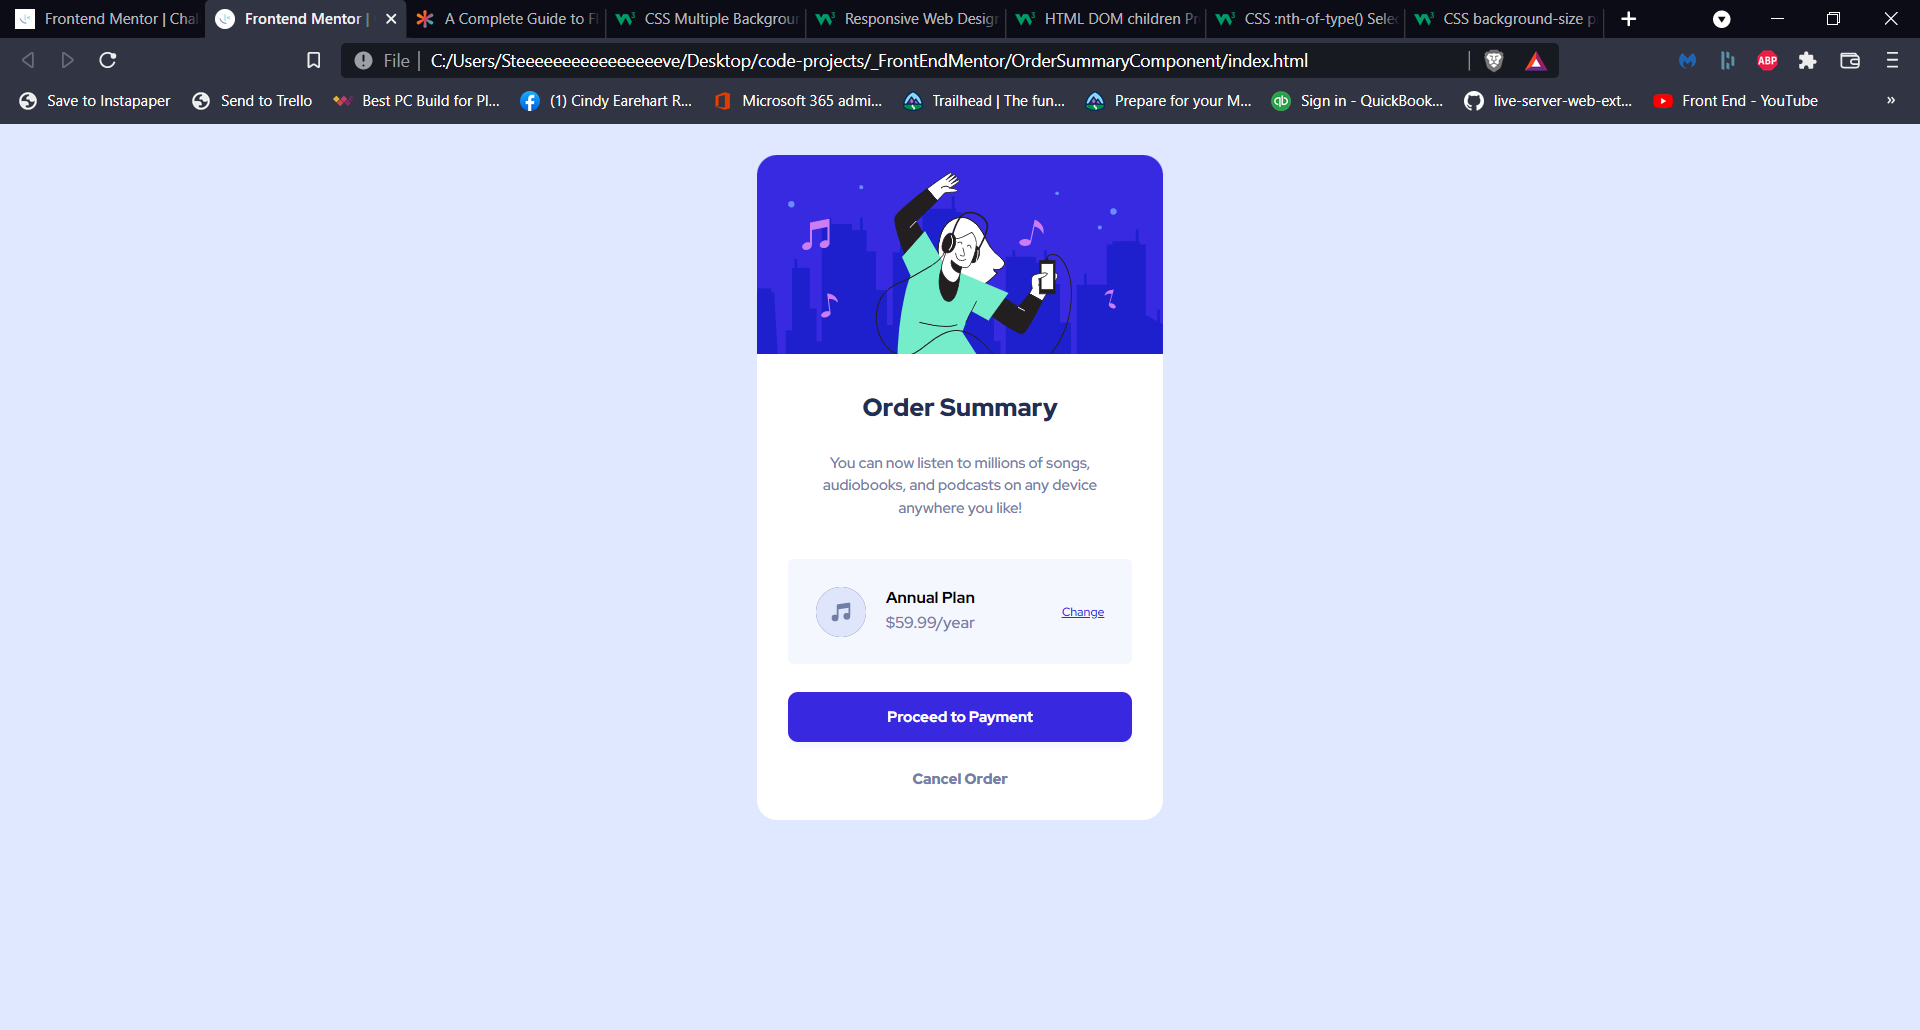 Frontend Mentor | Chal
Frontend Mentor |
A Complete Guide to Fl
CSS Multiple Backgroun
Responsive Web Design
HTML DOM children Pr
CSS :nth-of-type() Selec
CSS background-size p
File | C:/Users/Steeeeeeeeeeeeeeeeve/Desktop/code-projects/_FrontEndMentor/OrderSummaryComponent/index.html
ABP
Save to Instapaper
Send to Trello
Best PC Build for Pl...
(1) Cindy Earehart R...
Microsoft 365 admi...
Trailhead | The fun...
Prepare for your M...
qb
Sign in - QuickBook...
live-server-web-ext...
Front End - YouTube
»
Order Summary
You can now listen to millions of songs,
audiobooks, and podcasts on any device
anywhere you like!
Annual Plan
$59.99/year
Change
Proceed to Payment
Cancel Order